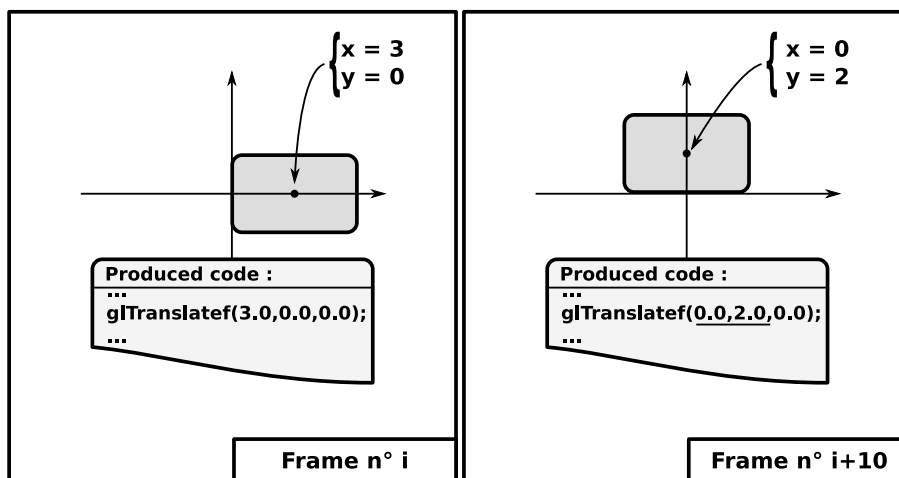 x = 3
y = 0
Produced code :
...
glTranslatef(3.0,0.0,0.0);
...
Frame n° i
x = 0
y = 2
Produced code :
...
glTranslatef(0.0,2.0,0.0);
...
Frame n° i+10